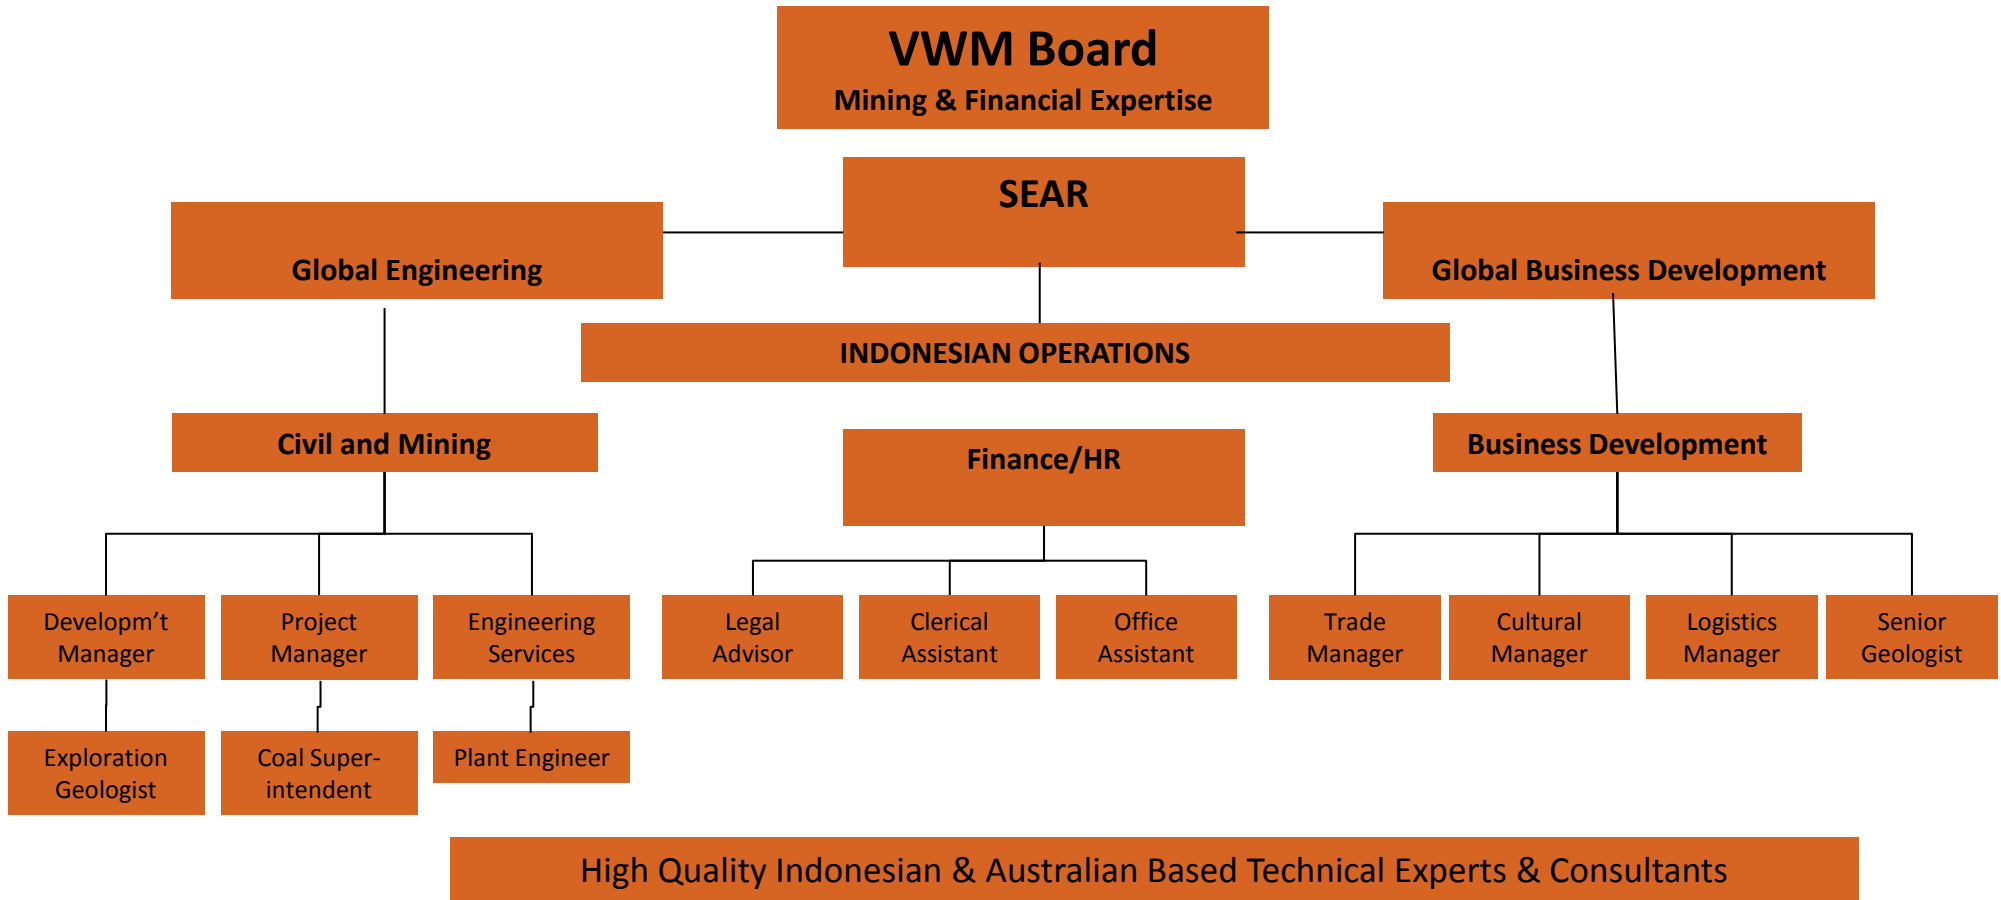 VWM Board
Mining & Financial Expertise
SEAR
Global Engineering
Global Business Development
INDONESIAN OPERATIONS
Civil and Mining
Finance/HR
Business Development
Developm’t
Manager
Project
Manager
Engineering
Services
Legal
Advisor
Clerical
Assistant
Office
Assistant
Trade
Manager
Cultural
Manager
Logistics
Manager
Senior
Geologist
Exploration
Geologist
Coal Super-
intendent
Plant Engineer
High Quality Indonesian & Australian Based Technical Experts & Consultants